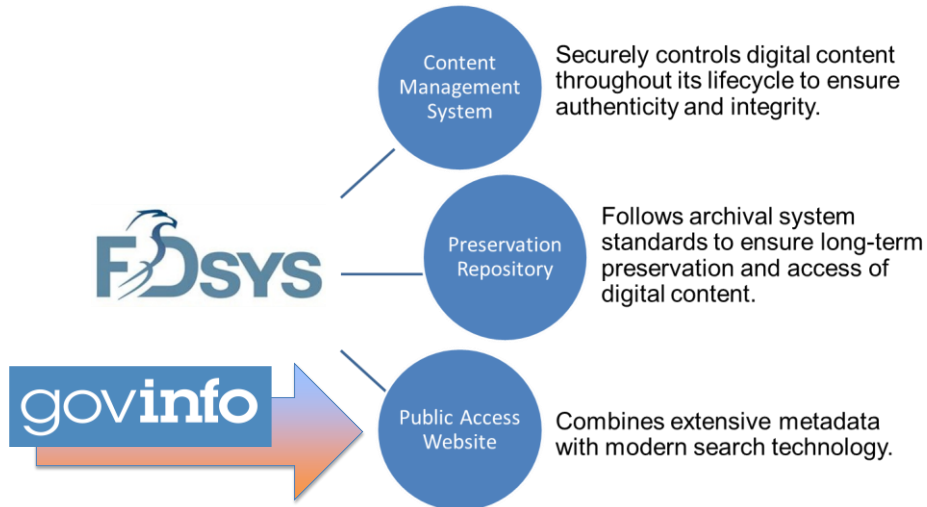 Content
Management
System
Securely controls digital content
throughout its lifecycle to ensure
authenticity and integrity.
FDsys
Preservation
Repository
Follows archival system
standards to ensure long-term
preservation and access of
digital content.
govinfo
Public Access
Website
Combines extensive metadata
with modern search technology.